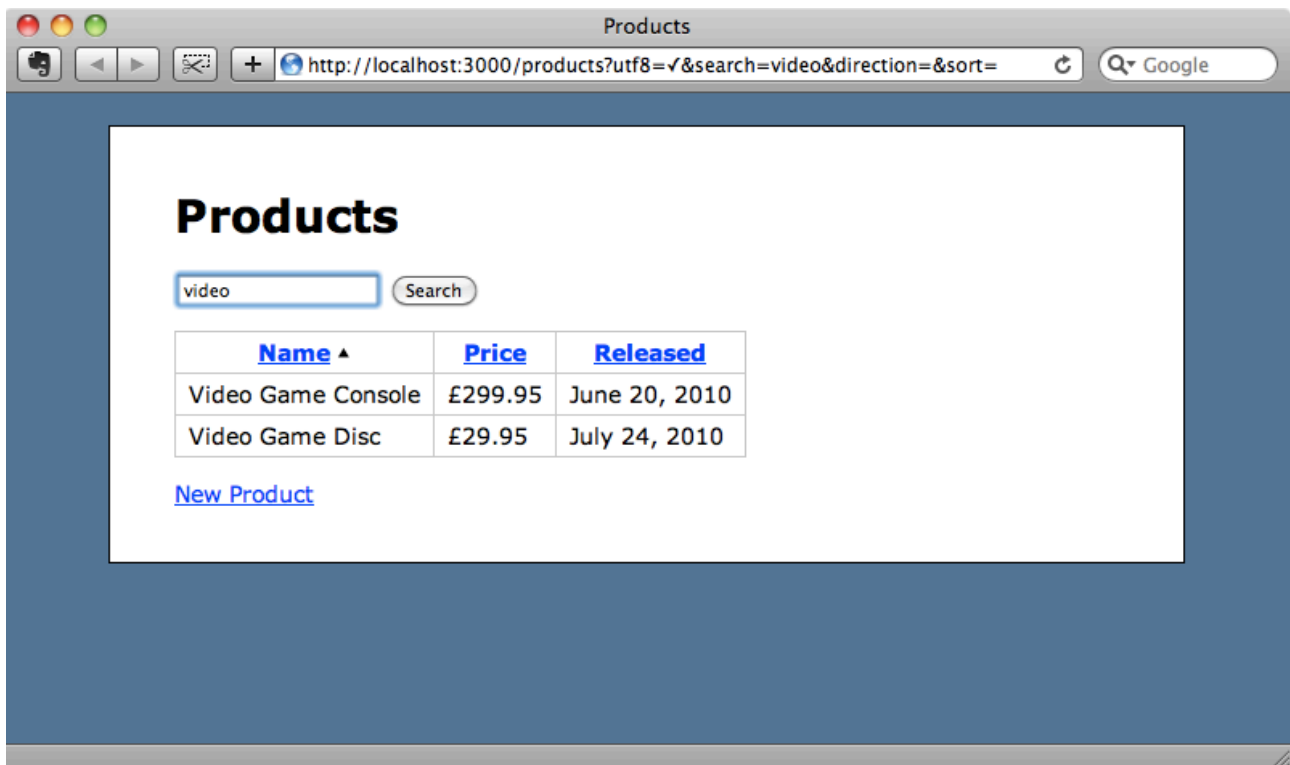 Products
http://localhost:3000/products?utf8=✓&search=video&direction=&sort=
Google
Products
video Search
Name ▲ Price Released
Video Game Console £299.95 June 20, 2010
Video Game Disc £29.95 July 24, 2010
New Product